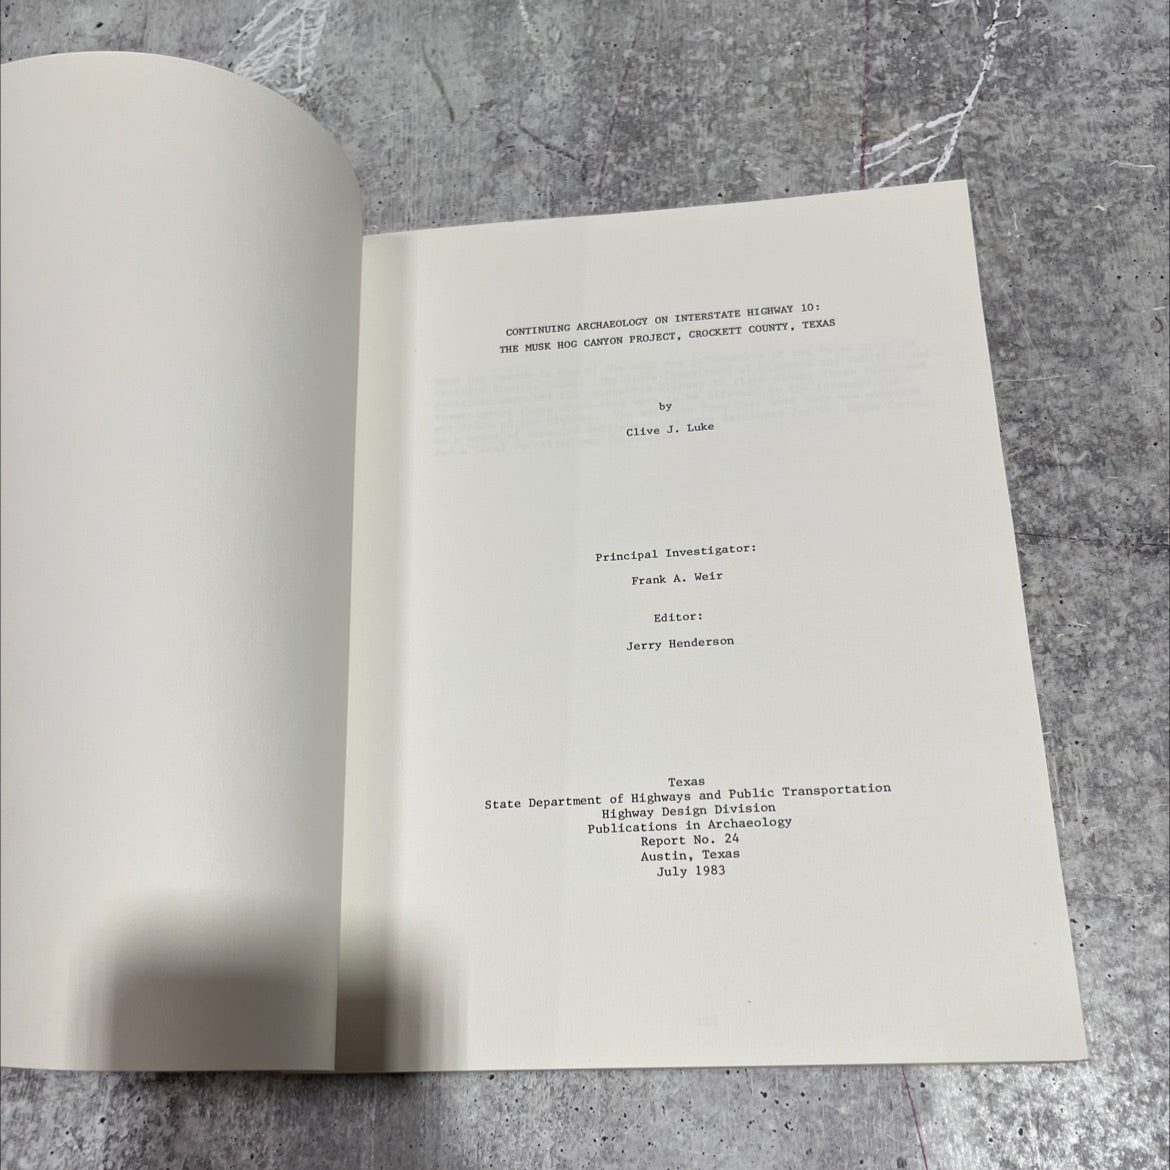 CONTINUING ARCHAEOLOGY ON INTERSTATE HIGHWAY 10:
THE MUSK HOG CANYON PROJECT, CROCKETT COUNTY, TEXAS
by
Clive J. Luke
Principal Investigator:
Frank A. Weir
Editor:
Jerry Henderson
Texas
State Department of Highways and Public Transportation
Highway Design Division
Publications in Archaeology
Report No. 24
Austin, Texas
July 1983